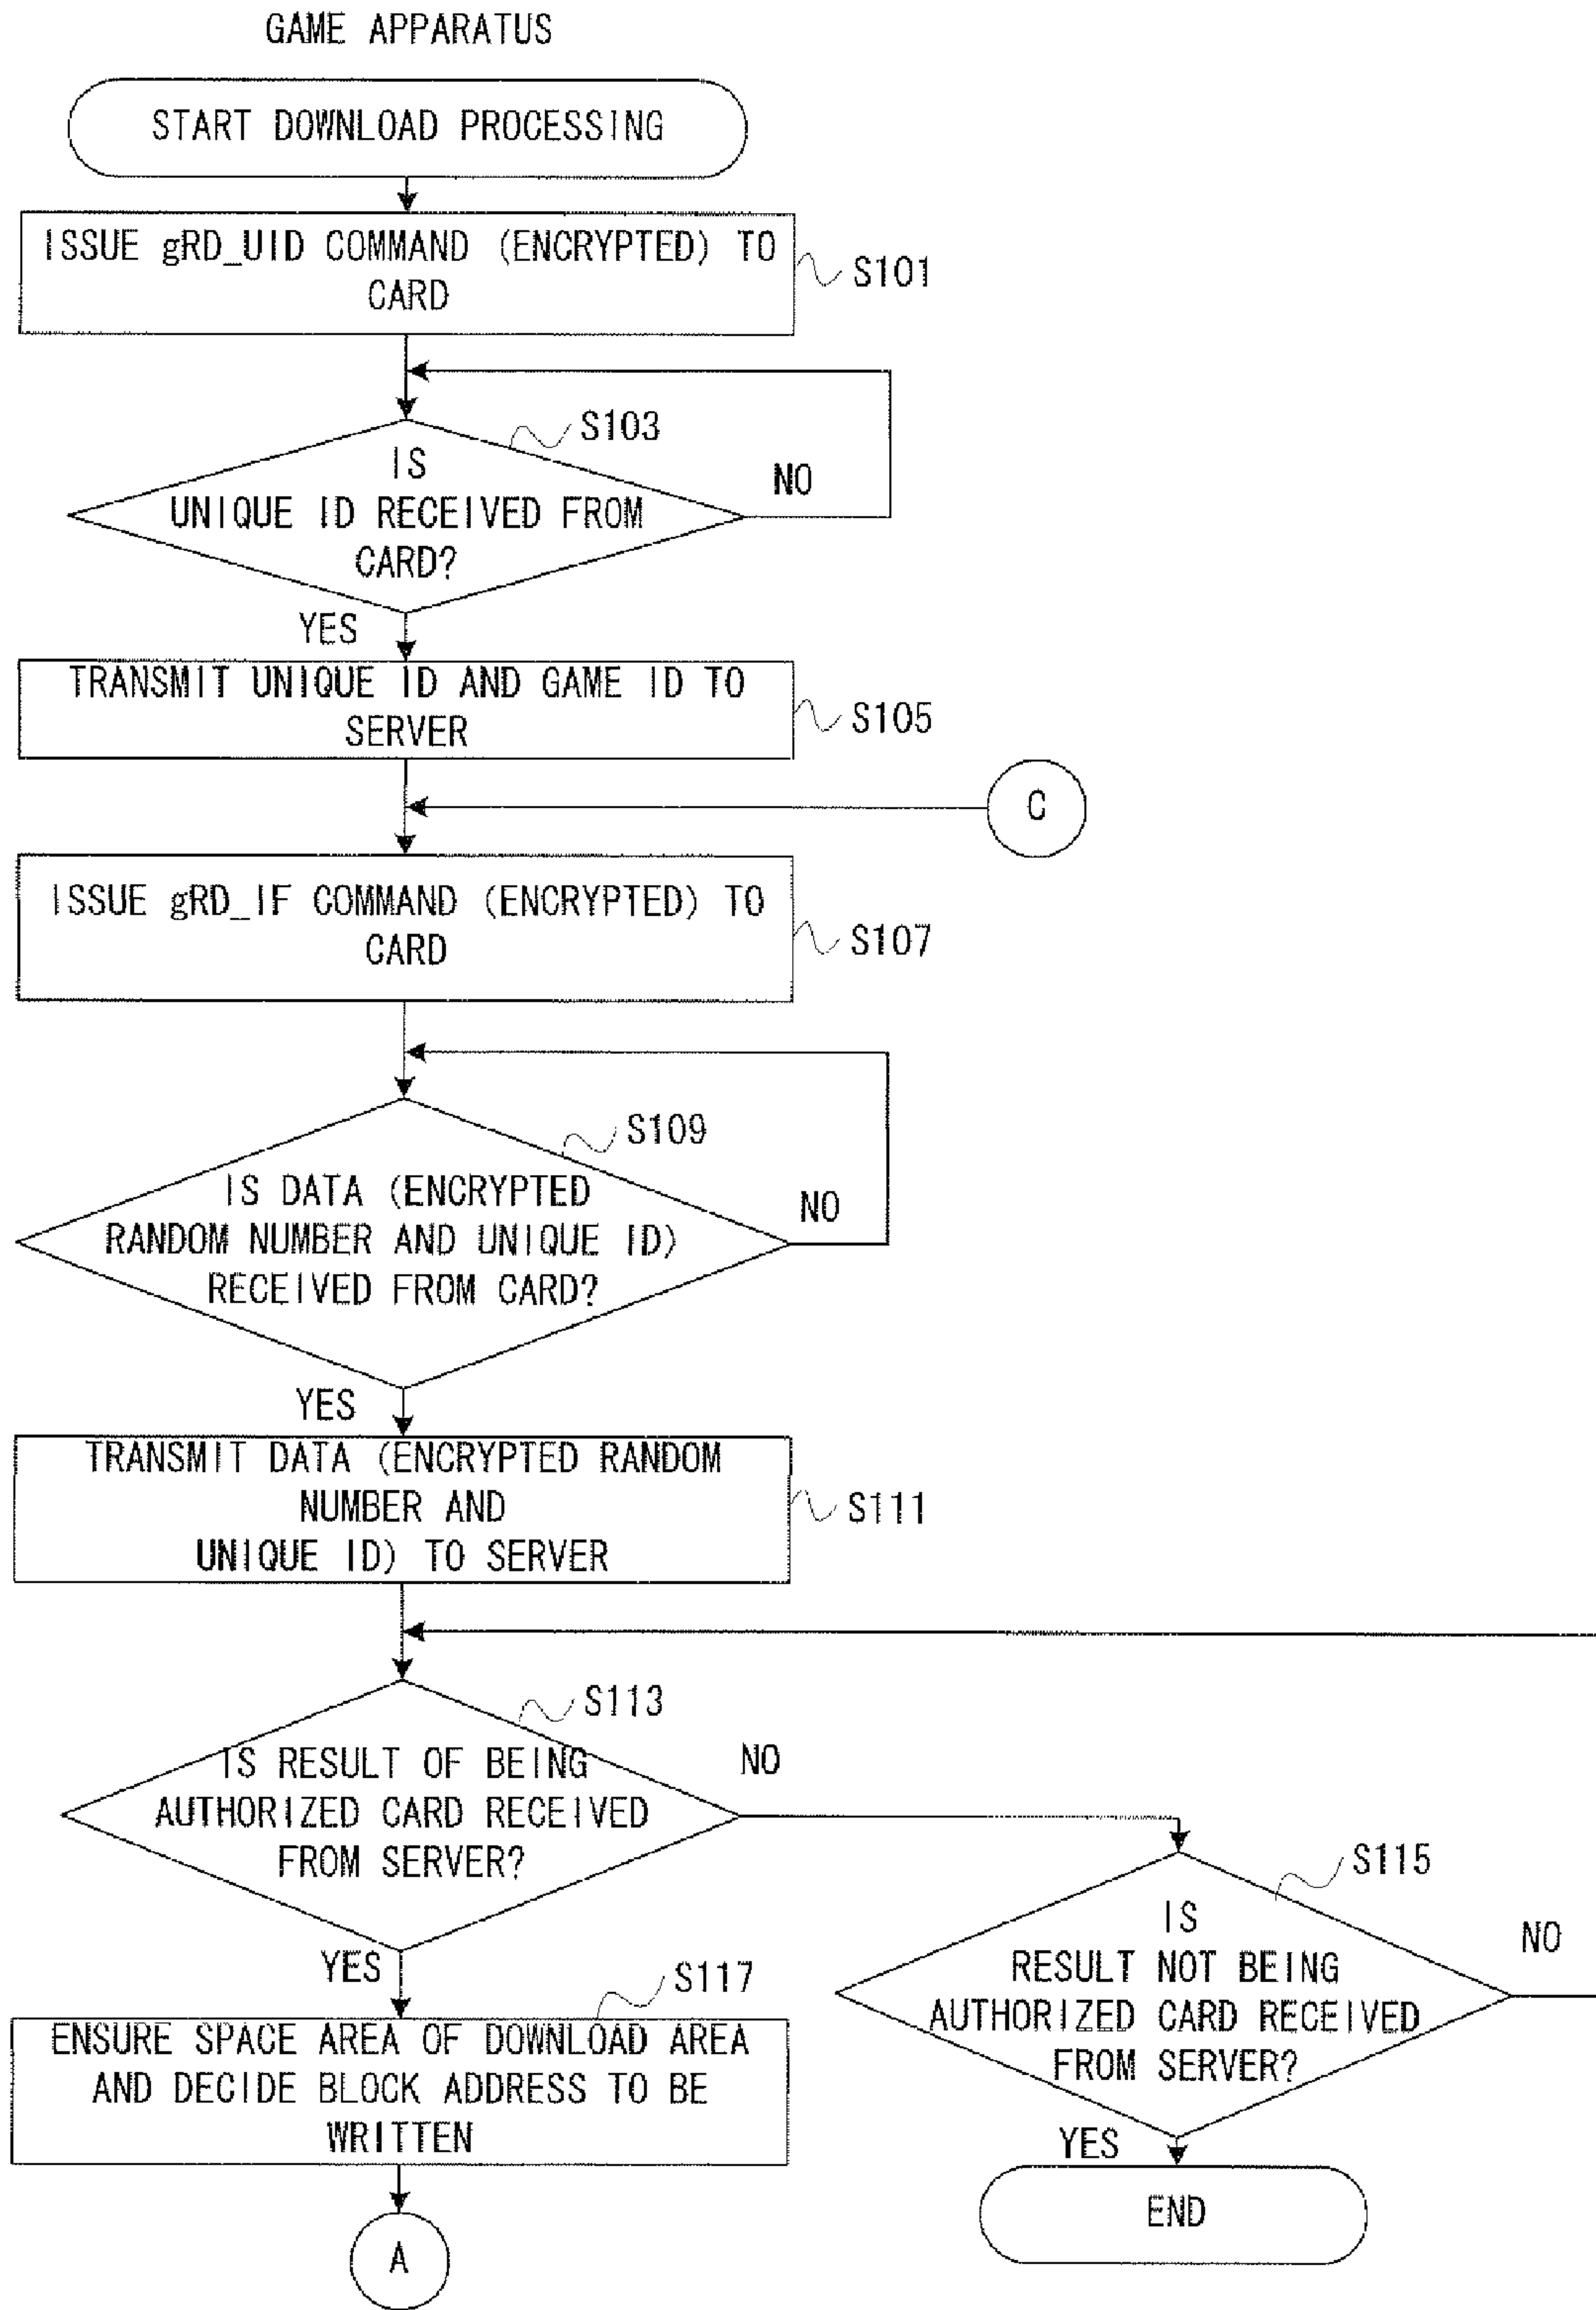 GAME APPARATUS
START DOWNLOAD PROCESSING
ISSUE gRD_UID COMMAND (ENCRYPTED) TO
CARD
S101
S103
IS
UNIQUE ID RECEIVED FROM
CARD?
NO
YES
TRANSMIT UNIQUE ID AND GAME ID TO
SERVER
S105
C
ISSUE gRD_IF COMMAND (ENCRYPTED) TO
CARD
S107
S109
IS DATA (ENCRYPTED
RANDOM NUMBER AND UNIQUE ID)
RECEIVED FROM CARD?
NO
YES
TRANSMIT DATA (ENCRYPTED RANDOM
NUMBER AND
UNIQUE ID) TO SERVER
S111
S113
IS RESULT OF BEING
AUTHORIZED CARD RECEIVED
FROM SERVER?
NO
YES
S115
IS
RESULT NOT BEING
AUTHORIZED CARD RECEIVED
FROM SERVER?
NO
YES
END
S117
ENSURE SPACE AREA OF DOWNLOAD AREA
AND DECIDE BLOCK ADDRESS TO BE
WRITTEN
A